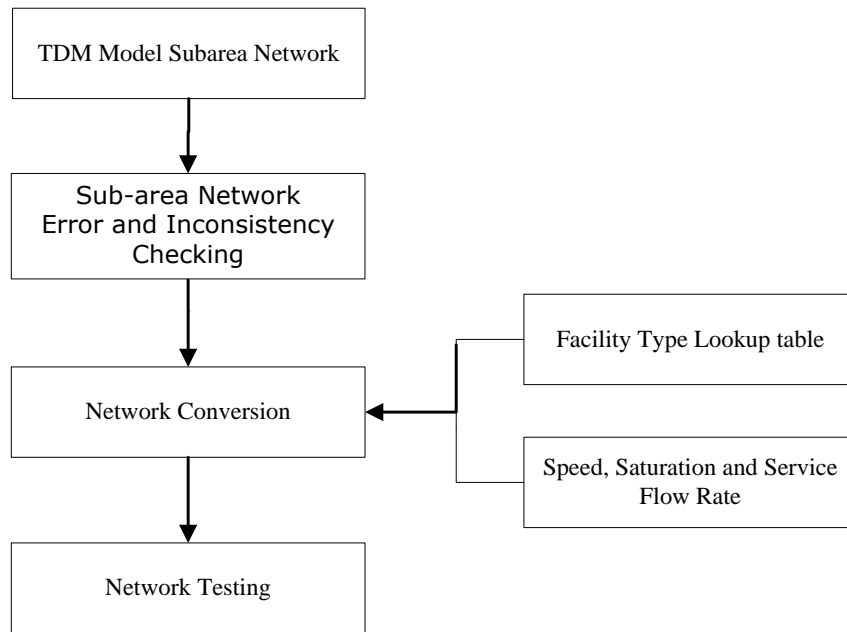 TDM Model Subarea Network
Sub-area Network
Error and Inconsistency
Checking
Facility Type Lookup table
Network Conversion
Speed, Saturation and Service
Flow Rate
Network Testing